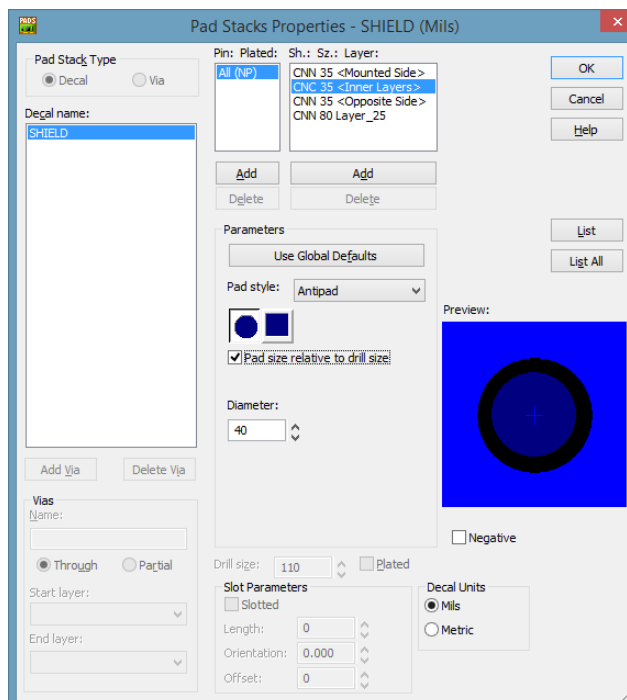 PADS
Pad Stacks Properties - SHIELD (Mils)
Pad Stack Type
Decal Via
Decal name:
SHIELD
Add Via Delete Via
Vias
Name:
Through Partial
Start layer:
End layer:
Pin: Plated: Sh.: Sz.: Layer:
All (NP)
CNN 35 <Mounted Side>
CNC 35 <Inner Layers>
CNN 35 <Opposite Side>
CNN 80 Layer_25
Add Add
Delete Delete
Parameters
Use Global Defaults
Pad style: Antipad
Pad size relative to drill size
Diameter:
40
Drill size: 110 Plated
Slot Parameters
Slotted
Length: 0
Orientation: 0.000
Offset: 0
OK
Cancel
Help
List
List All
Preview:
Negative
Decal Units
Mils
Metric